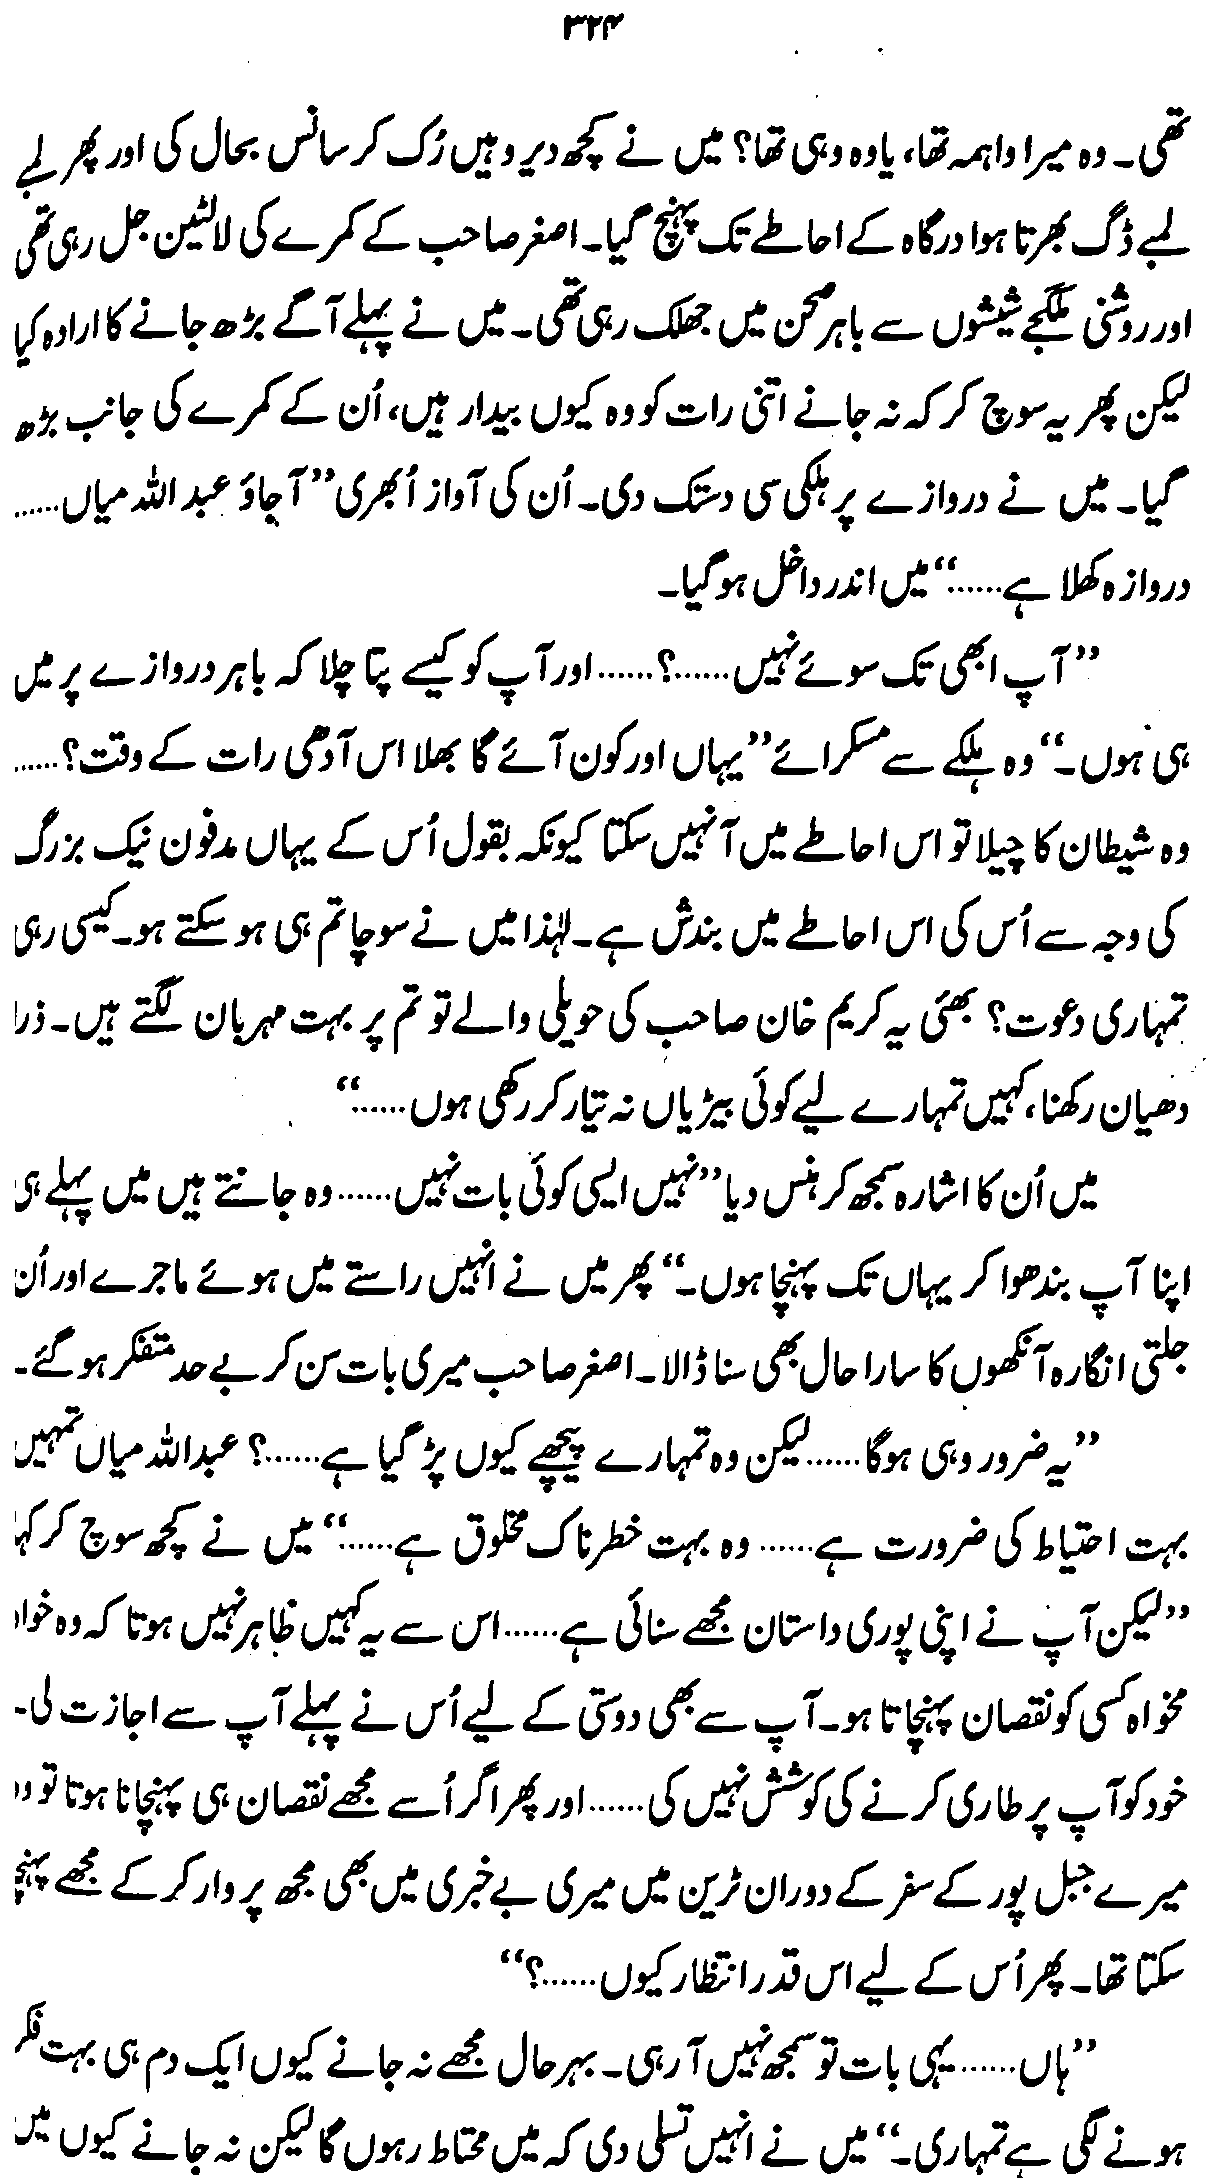 ۳۲۴
تھی۔ وہ میرا واہمہ تھا، یا وہ وہی تھا؟ میں نے کچھ دیر وہیں رُک کر سانس بحال کی اور پھر لمبے
لمبے ڈگ بھرتا ہوا درگاہ کے احاطے تک پہنچ گیا۔ اصغر صاحب کے کمرے کی لالٹین جل رہی تھی
اور روشنی ملگجے شیشوں سے باہر صحن میں جھلک رہی تھی۔ میں نے پہلے آگے بڑھ جانے کا ارادہ کیا
لیکن پھر یہ سوچ کر کہ نہ جانے اتنی رات کو وہ کیوں بیدار ہیں، اُن کے کمرے کی جانب بڑھ
گیا۔ میں نے دروازے پر ہلکی سی دستک دی۔ اُن کی آواز اُبھری ”آ جاؤ عبد اللہ میاں......
دروازہ کھلا ہے......“ میں اندر داخل ہو گیا۔
”آپ ابھی تک سوئے نہیں......؟......اور آپ کو کیسے پتا چلا کہ باہر دروازے پر میں
ہی ہوں۔“ وہ ہلکے سے مسکرائے ”یہاں اور کون آئے گا بھلا اس آدھی رات کے وقت؟......
وہ شیطان کا چیلا تو اس احاطے میں آ نہیں سکتا کیونکہ بقول اُس کے یہاں مدفون نیک بزرگ
کی وجہ سے اُس کی اس احاطے میں بندش ہے۔ لہٰذا میں نے سوچا تم ہی ہو سکتے ہو۔ کیسی رہی
تمہاری دعوت؟ بھئی یہ کریم خان صاحب کی حویلی والے تو تم پر بہت مہربان لگتے ہیں۔ ذرا
دھیان رکھنا، کہیں تمہارے لیے کوئی بیڑیاں نہ تیار کر رکھی ہوں......“
میں اُن کا اشارہ سمجھ کر ہنس دیا ”نہیں ایسی کوئی بات نہیں......وہ جانتے ہیں میں پہلے ہی
اپنا آپ بندھوا کر یہاں تک پہنچا ہوں۔“ پھر میں نے انہیں راستے میں ہوئے ماجرے اور اُن
جلتی انگارہ آنکھوں کا سارا حال بھی سنا ڈالا۔ اصغر صاحب میری بات سن کر بے حد متفکر ہو گئے۔
”یہ ضرور وہی ہو گا......لیکن وہ تمہارے پیچھے کیوں پڑ گیا ہے......؟ عبداللہ میاں تمہیں
بہت احتیاط کی ضرورت ہے......وہ بہت خطرناک مخلوق ہے......“ میں نے کچھ سوچ کر کہا
”لیکن آپ نے اپنی پوری داستان مجھے سنائی ہے......اس سے یہ کہیں ظاہر نہیں ہوتا کہ وہ خواہ
مخواہ کسی کو نقصان پہنچاتا ہو۔ آپ سے بھی دوستی کے لیے اُس نے پہلے آپ سے اجازت لی۔
خود کو آپ پر طاری کرنے کی کوشش نہیں کی......اور پھر اگر اُسے مجھے نقصان ہی پہنچانا ہوتا تو وہ
میرے جبل پور کے سفر کے دوران ٹرین میں میری بے خبری میں بھی مجھ پر وار کر کے مجھے پہنچا
سکتا تھا۔ پھر اُس کے لیے اس قدر انتظار کیوں......؟“
”ہاں......یہی بات تو سمجھ نہیں آ رہی۔ بہر حال مجھے نہ جانے کیوں ایک دم ہی بہت فکر
ہونے لگی ہے تمہاری۔“ میں نے انہیں تسلی دی کہ میں محتاط رہوں گا لیکن نہ جانے کیوں میں